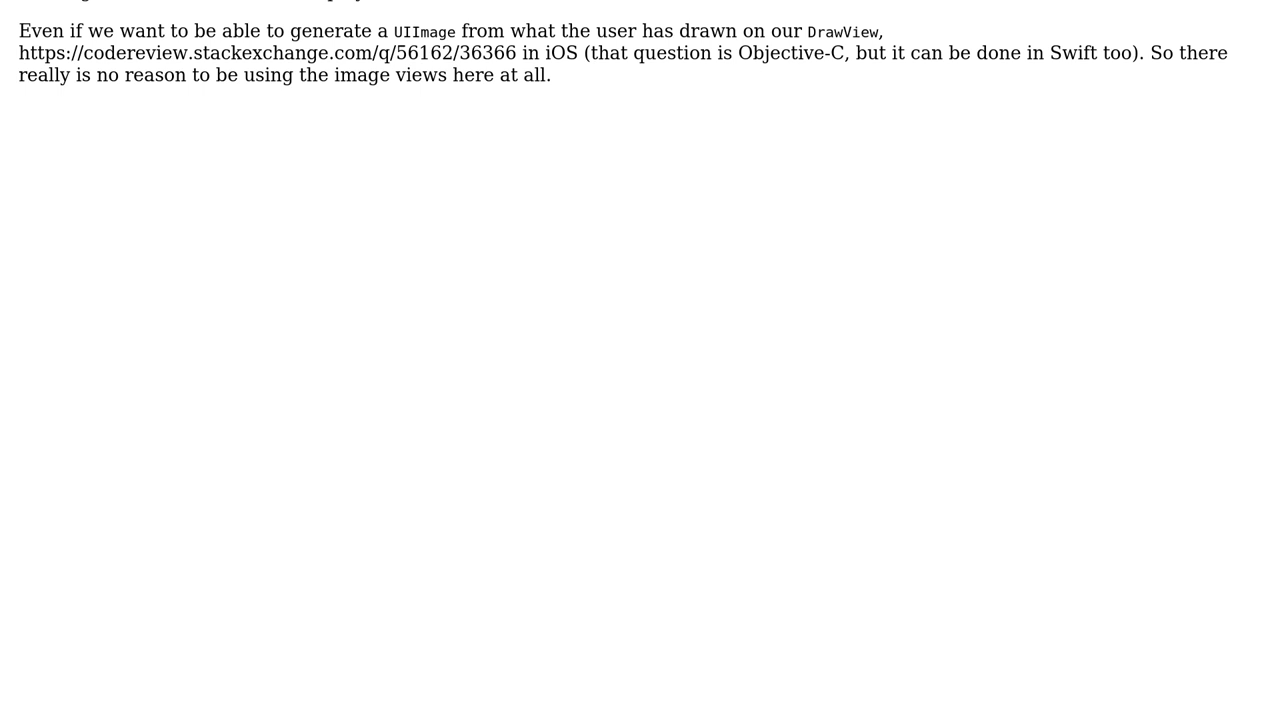 Even if we want to be able to generate a UIImage from what the user has drawn on our DrawView,
https://codereview.stackexchange.com/q/56162/36366 in iOS (that question is Objective-C, but it can be done in Swift too). So there
really is no reason to be using the image views here at all.